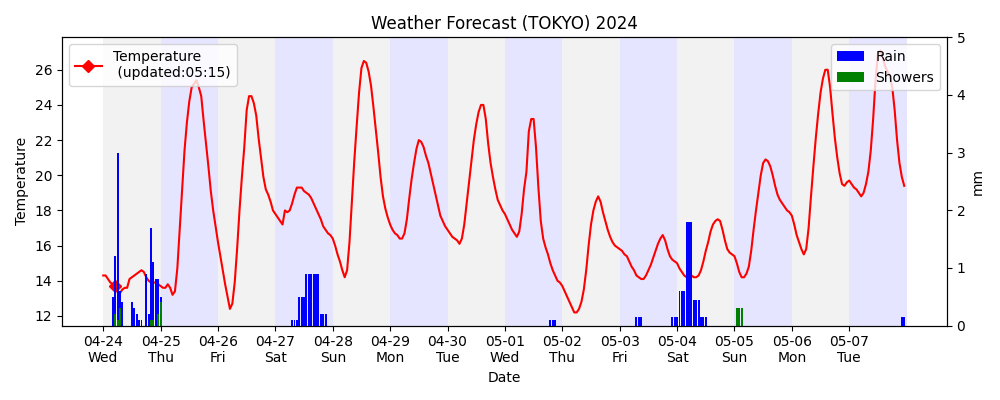 Weather Forecast (TOKYO) 2024
Temperature
(updated:05:15)
Rain
Showers
Temperature
26
24
22
20
18
16
14
12
5
4
3
2
1
0
mm
04-24 04-25 04-26 04-27 04-28 04-29 04-30 05-01 05-02 05-03 05-04 05-05 05-06 05-07
Wed Thu Fri Sat Sun Mon Tue Wed Thu Fri Sat Sun Mon Tue
Date